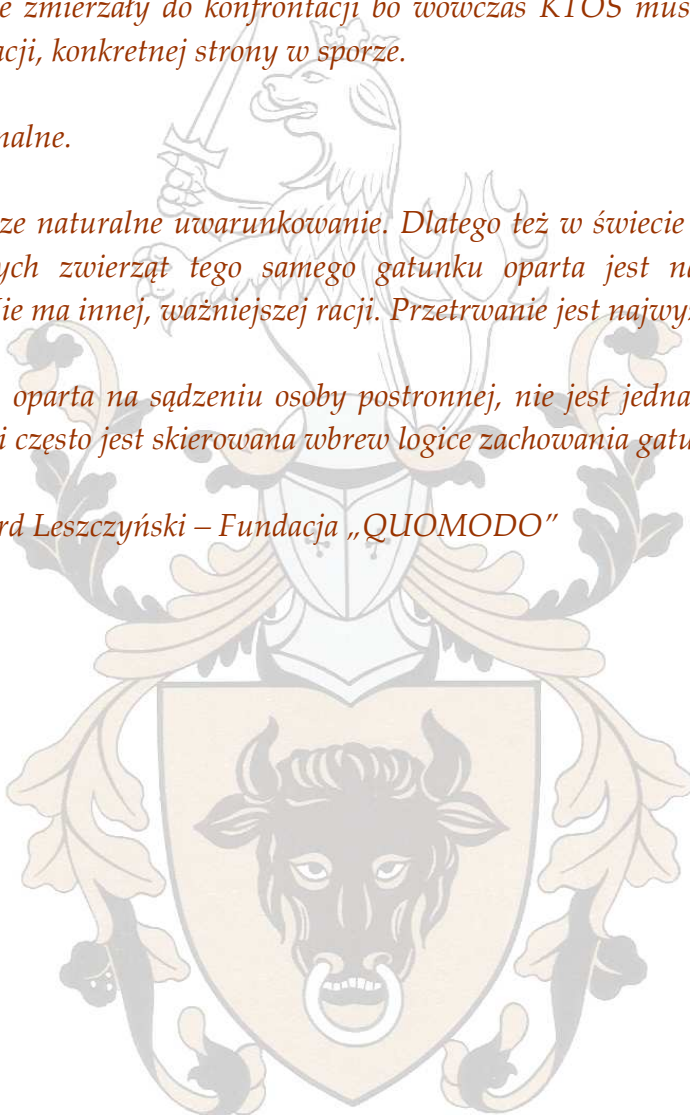 e zmierzały do konfrontacji bo wówczas KTOŚ mus
acji, konkretnej strony w sporze.
nalne.
ze naturalne uwarunkowanie. Dlatego też w świecie
ych zwierząt tego samego gatunku oparta jest na
ie ma innej, ważniejszej racji. Przetrwanie jest najwyż
oparta na sądzeniu osoby postronnej, nie jest jedna
i często jest skierowana wbrew logice zachowania gatu
rd Leszczyński – Fundacja „QUOMODO”